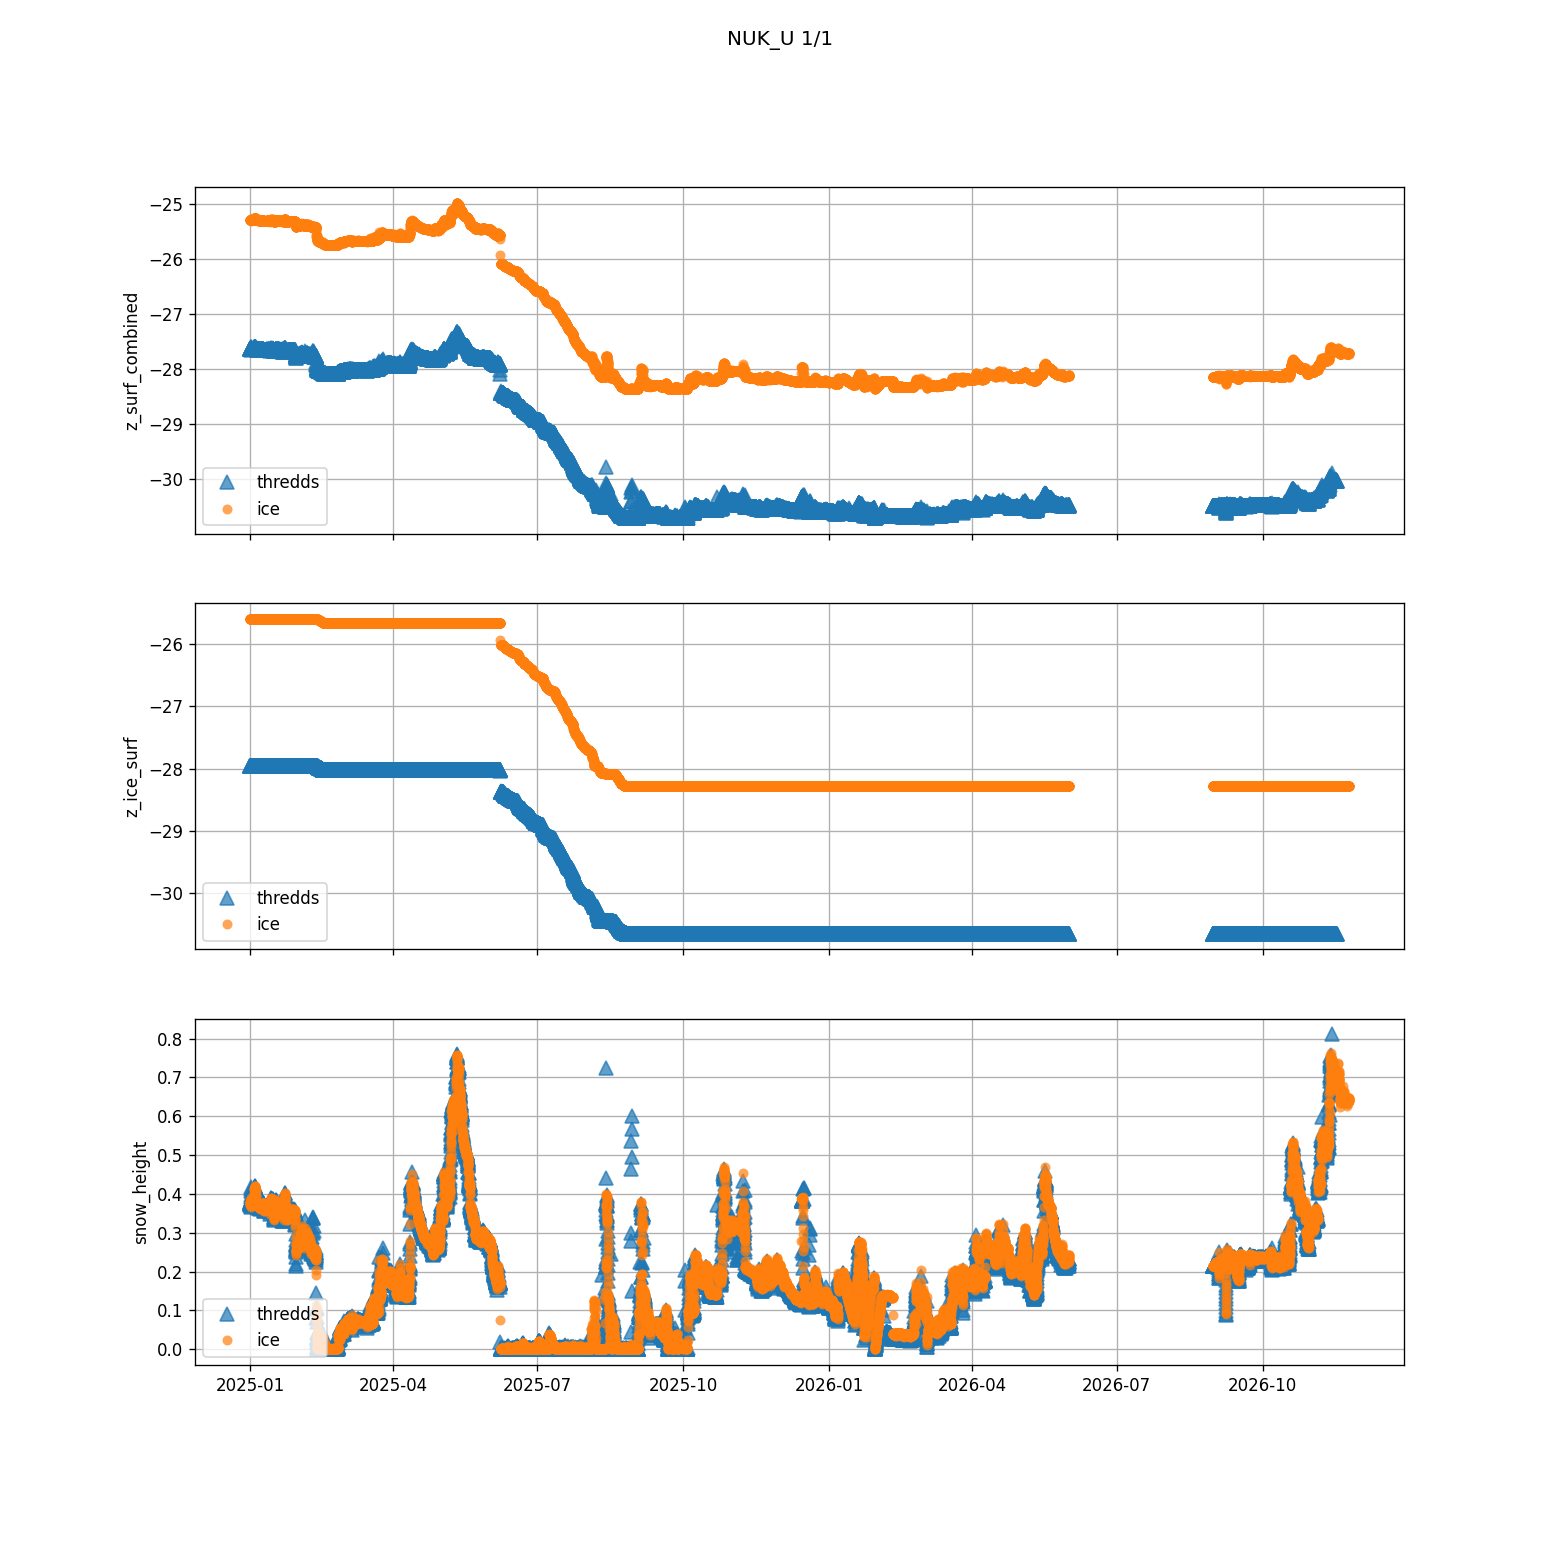 NUK_U 1/1
z_surf_combined
−25
−26
−27
−28
−29
−30
thredds
ice
z_ice_surf
−26
−27
−28
−29
−30
thredds
ice
snow_height
0.8
0.7
0.6
0.5
0.4
0.3
0.2
0.1
0.0
thredds
ice
2025-01
2025-04
2025-07
2025-10
2026-01
2026-04
2026-07
2026-10